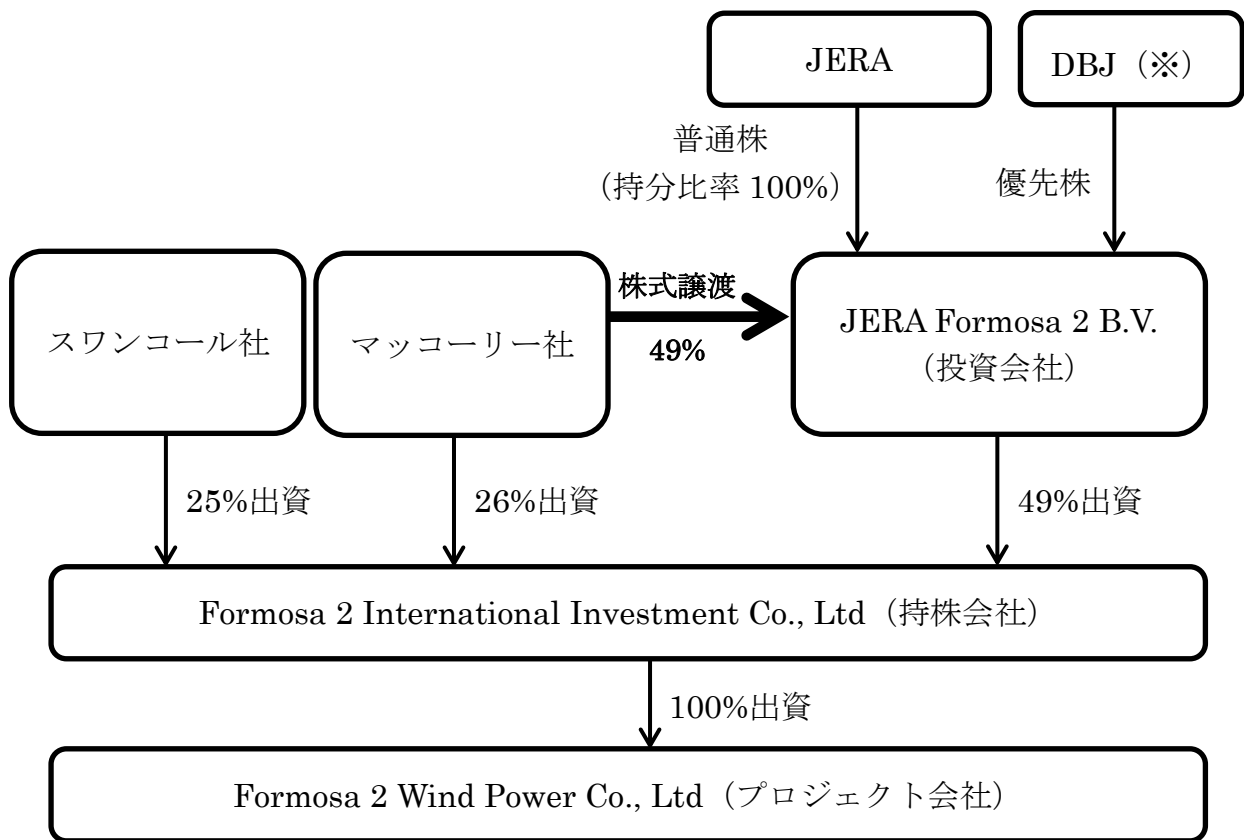 JERA
DBJ（※）
普通株
（持分比率 100%）
優先株
スワンコール社
マッコーリー社
株式譲渡
49%
JERA Formosa 2 B.V.
（投資会社）
25%出資
26%出資
49%出資
Formosa 2 International Investment Co., Ltd（持株会社）
100%出資
Formosa 2 Wind Power Co., Ltd（プロジェクト会社）